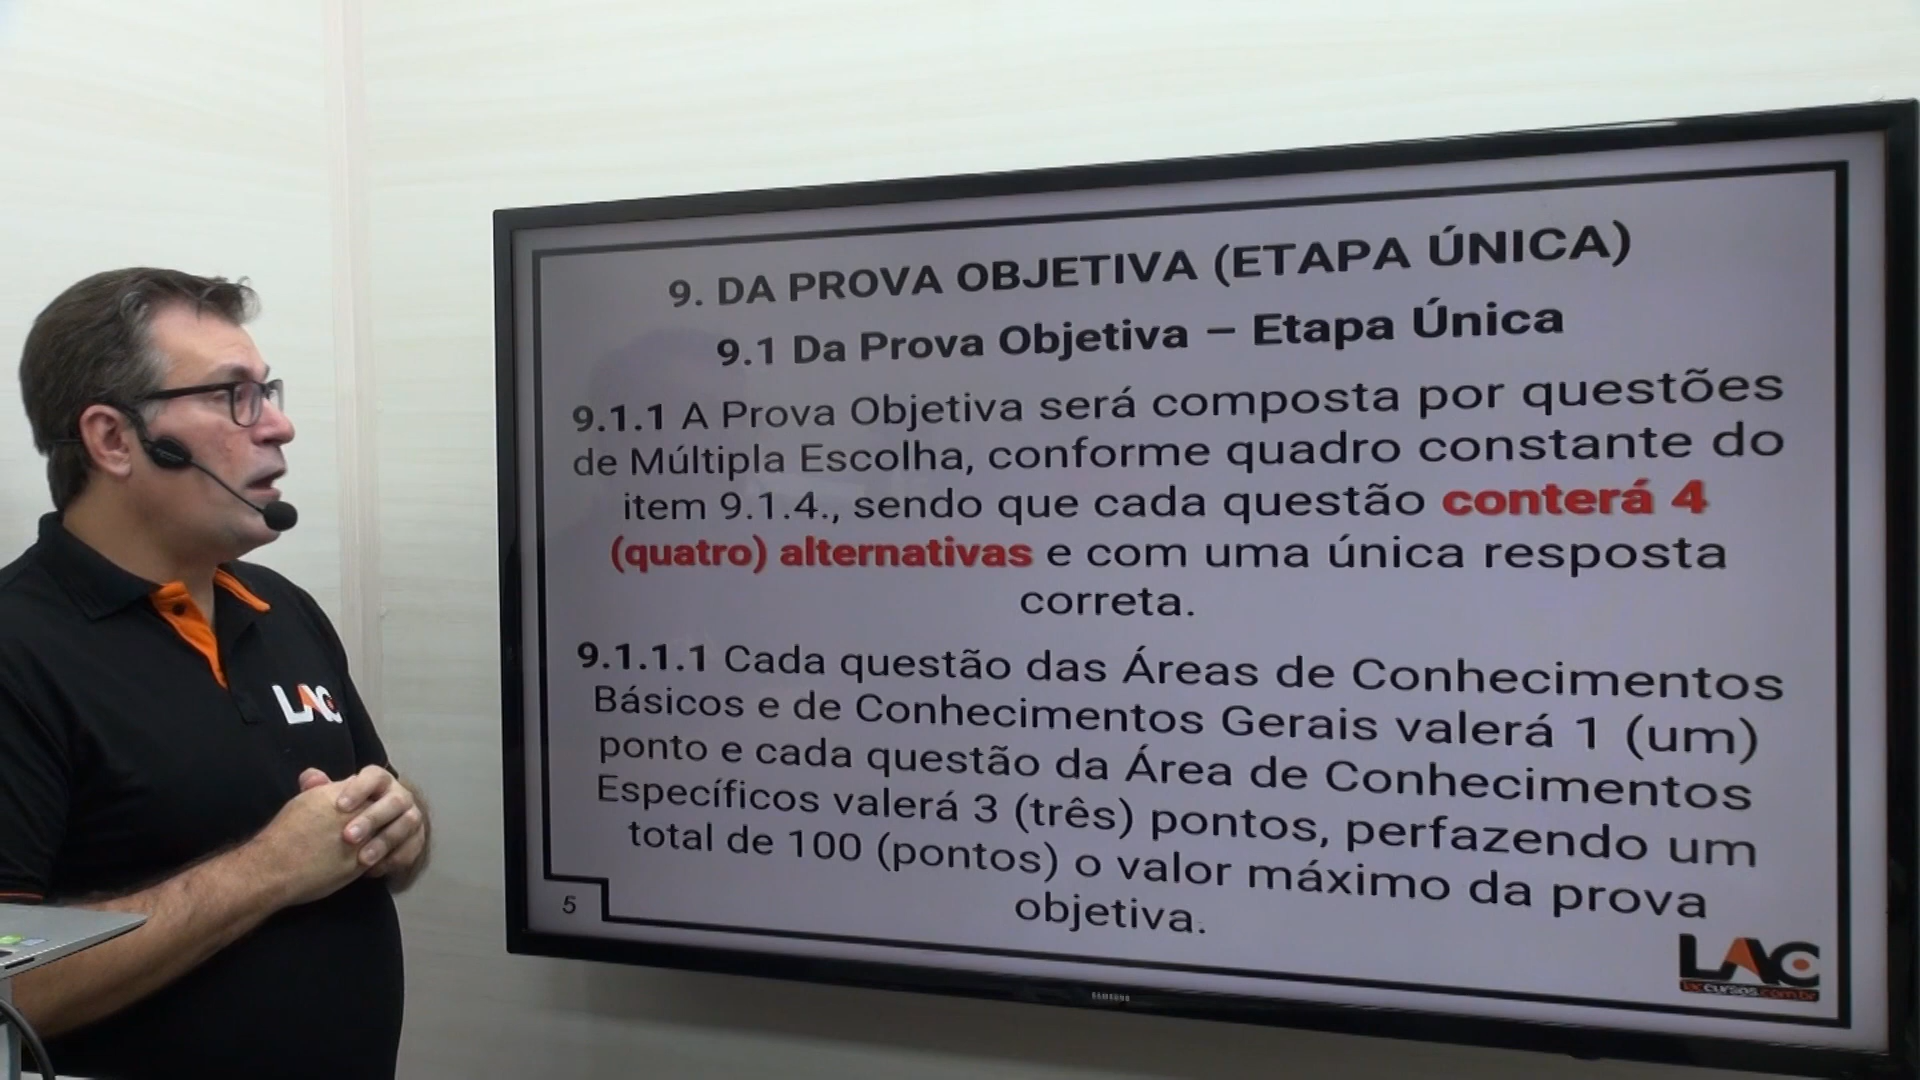 9. DA PROVA OBJETIVA (ETAPA ÚNICA)
9.1 Da Prova Objetiva – Etapa Única
9.1.1 A Prova Objetiva será composta por questões
de Múltipla Escolha, conforme quadro constante do
item 9.1.4., sendo que cada questão conterá 4
(quatro) alternativas e com uma única resposta
correta.
9.1.1.1 Cada questão das Áreas de Conhecimentos
Básicos e de Conhecimentos Gerais valerá 1 (um)
ponto e cada questão da Área de Conhecimentos
Específicos valerá 3 (três) pontos, perfazendo um
total de 100 (pontos) o valor máximo da prova
objetiva.
5
LAC
laccursos.com.br
SAMSUNG
LAC